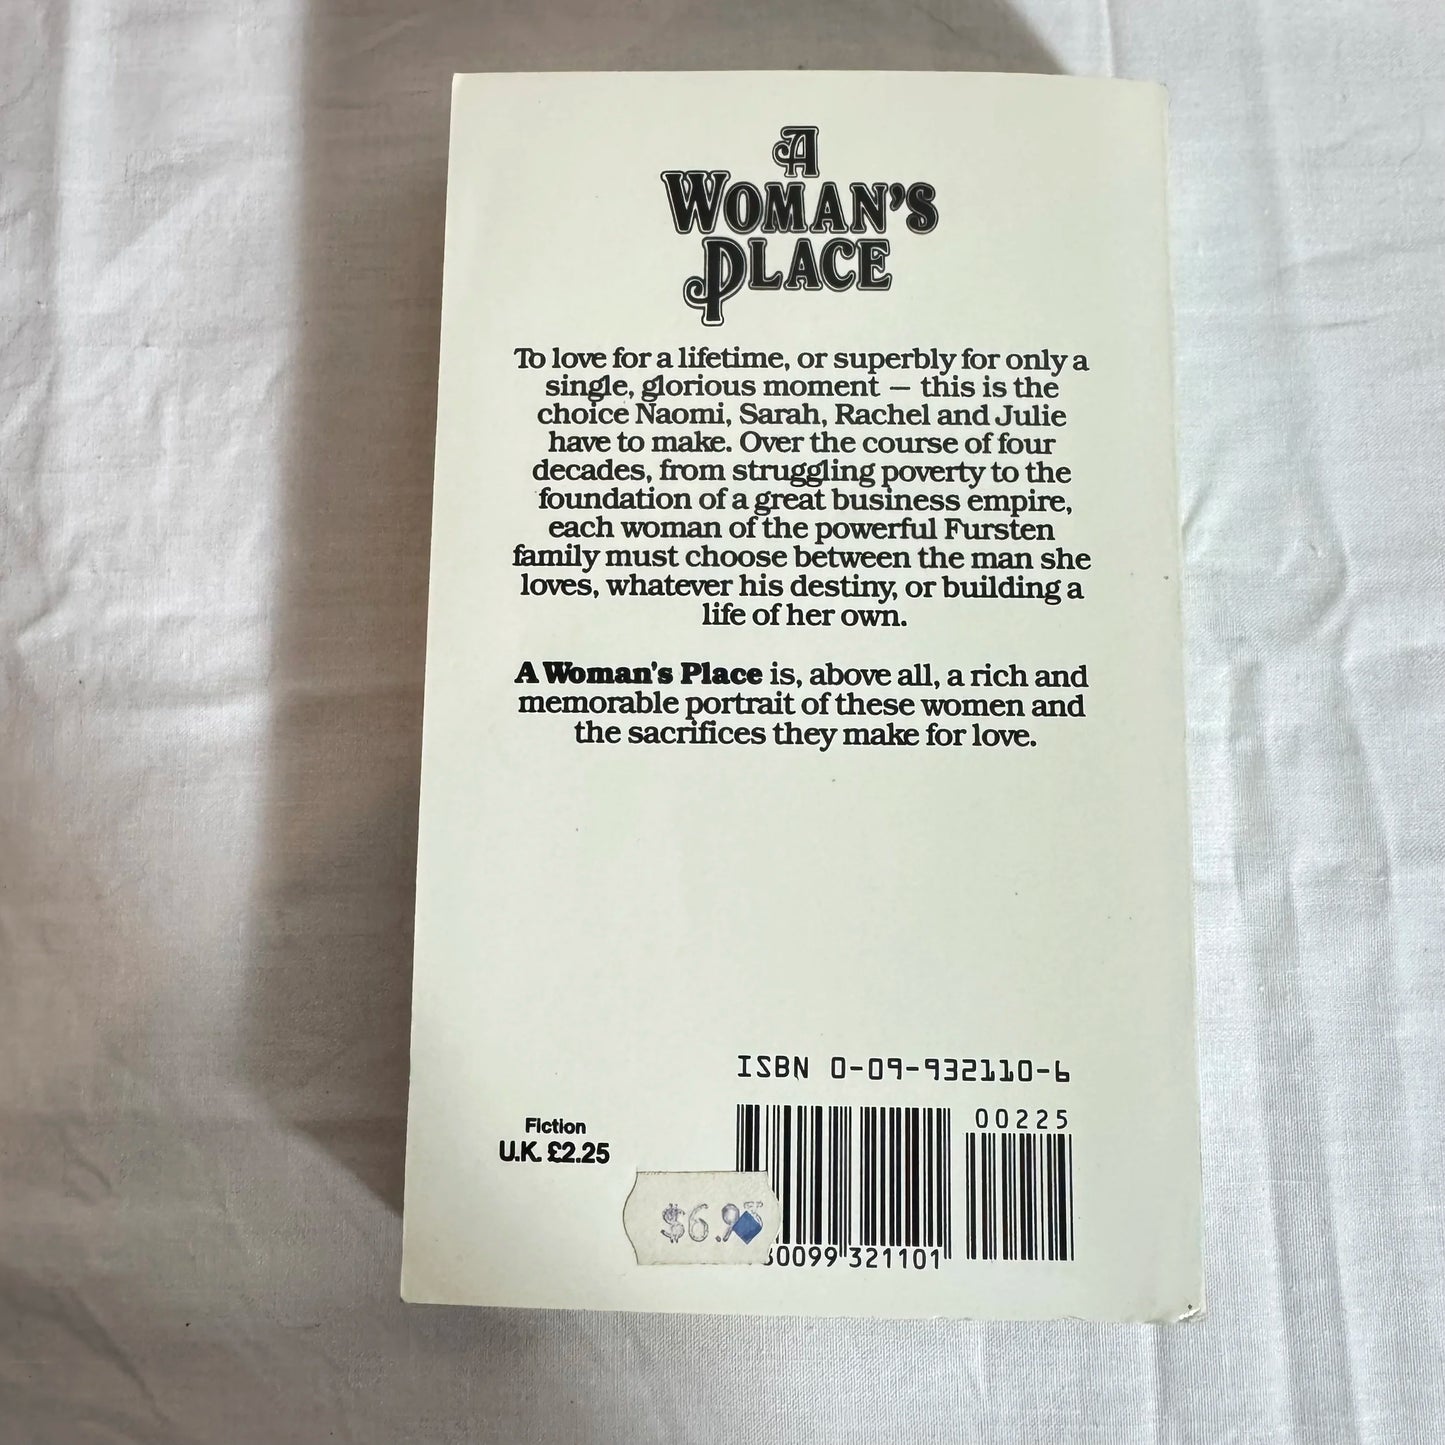 A
WOMAN'S
PLACE
To love for a lifetime, or superbly for only a
single, glorious moment — this is the
choice Naomi, Sarah, Rachel and Julie
have to make. Over the course of four
decades, from struggling poverty to the
foundation of a great business empire,
each woman of the powerful Fursten
family must choose between the man she
loves, whatever his destiny, or building a
life of her own.
A Woman's Place is, above all, a rich and
memorable portrait of these women and
the sacrifices they make for love.
ISBN 0-09-932110-6
Fiction
U.K. £2.25
00225
$6.95
0099 321101